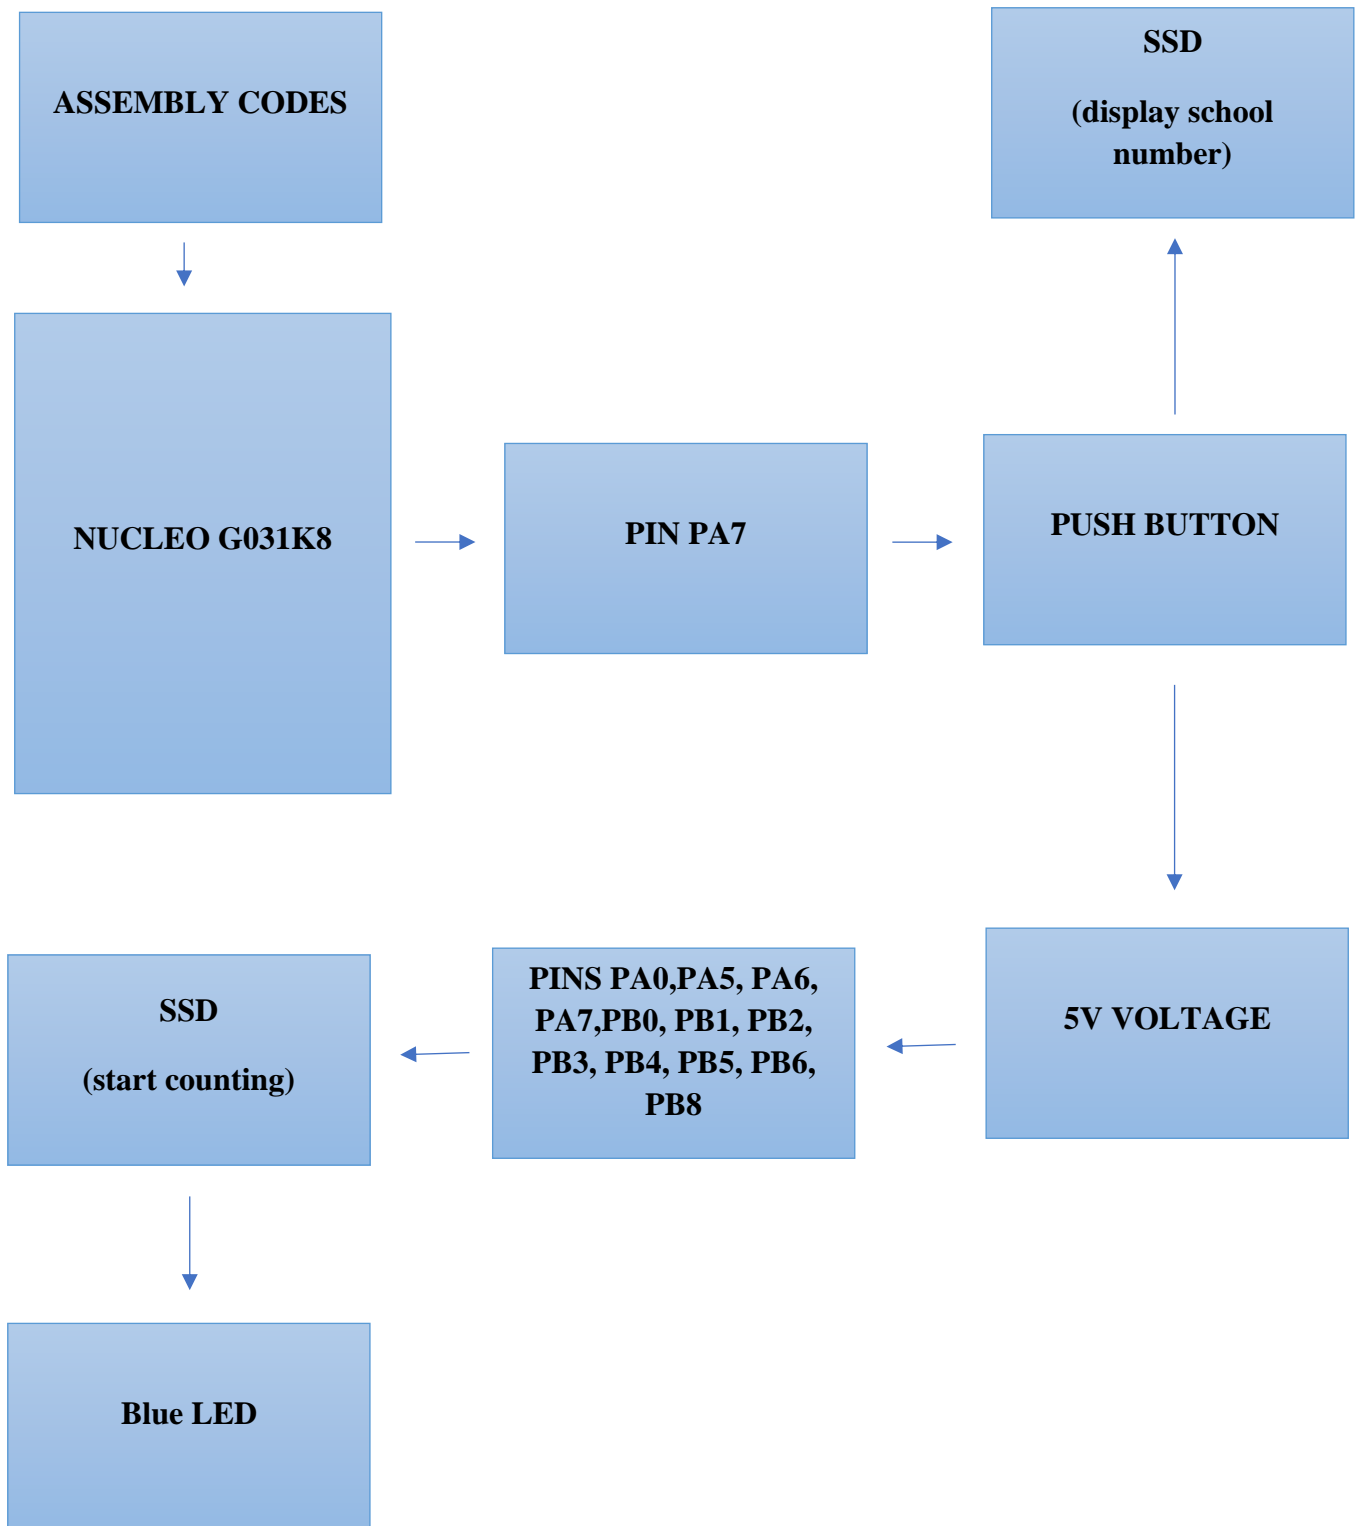 ASSEMBLY CODES
SSD
(display school
number)
NUCLEO G031K8
PIN PA7
PUSH BUTTON
SSD
(start counting)
PINS PA0,PA5, PA6,
PA7,PB0, PB1, PB2,
PB3, PB4, PB5, PB6,
PB8
5V VOLTAGE
Blue LED